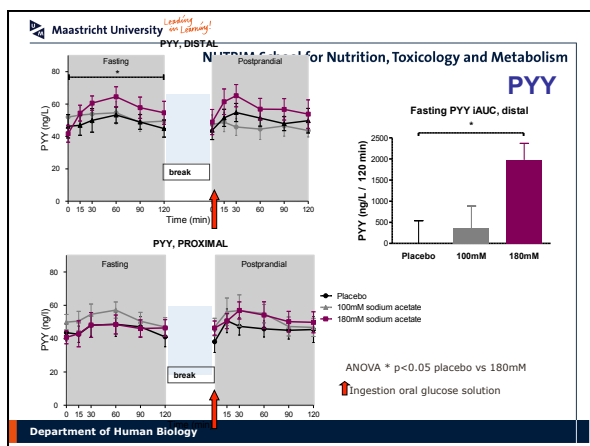 Maastricht University
Leading
in Learning!
NUTRIM School for Nutrition, Toxicology and Metabolism
PYY, DISTAL
PYY
Fasting
Postprandial
*
80
60
40
20
0
PYY (ng/L)
break
0 15 30 60 90 120
0 15 30 60 90 120
Time (min)
Fasting PYY iAUC, distal
*
2500
2000
1500
1000
500
0
PYY (ng/L / 120 min)
Placebo 100mM 180mM
PYY, PROXIMAL
Fasting
Postprandial
80
60
40
20
0
PYY (ng/l)
break
0 15 30 60 90 120
15 30 60 90 120
Placebo
100mM sodium acetate
180mM sodium acetate
ANOVA * p<0.05 placebo vs 180mM
Ingestion oral glucose solution
Department of Human Biology